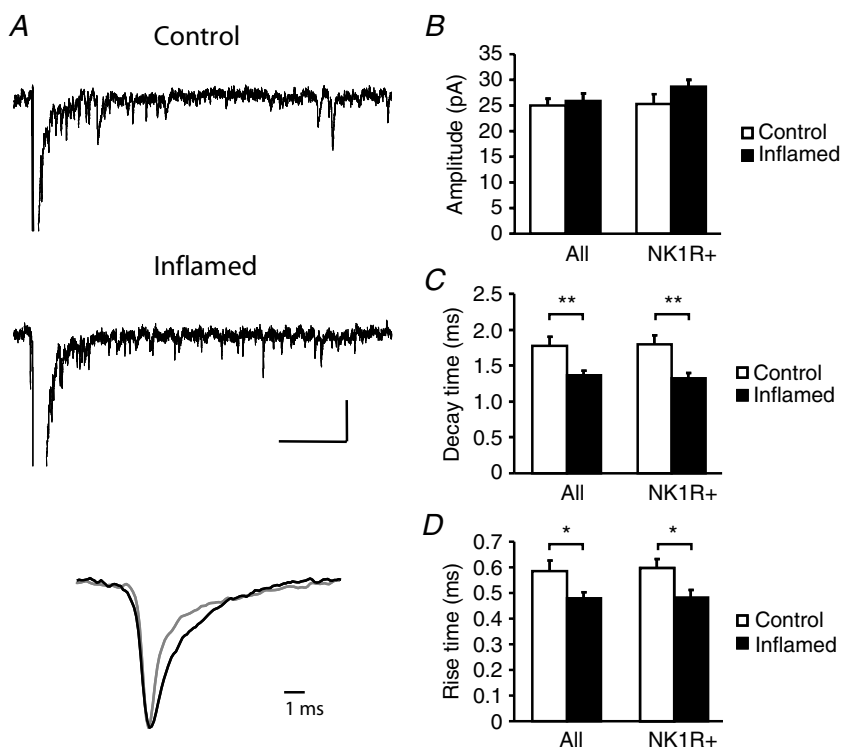 A
Control
Inflamed
1 ms
B
Amplitude (pA)
35
30
25
20
15
10
5
0
All
NK1R+
Control
Inflamed
C
Decay time (ms)
2.5
2.0
1.5
1.0
0.5
0
**
**
All
NK1R+
Control
Inflamed
D
Rise time (ms)
0.7
0.6
0.5
0.4
0.3
0.2
0.1
0
*
*
All
NK1R+
Control
Inflamed